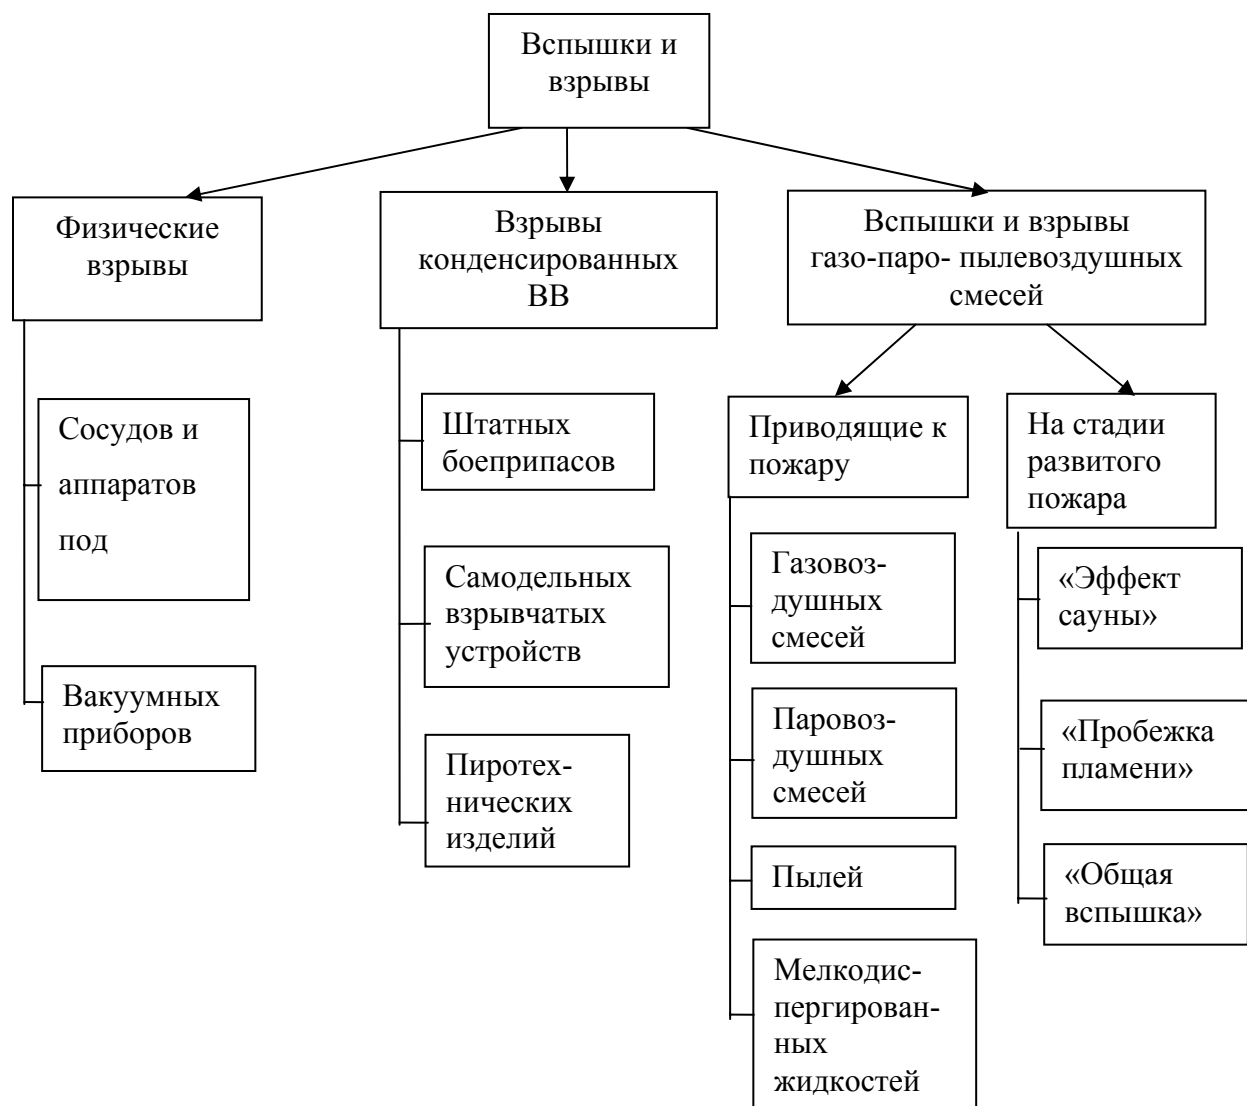 Вспышки и
взрывы
Физические
взрывы
Взрывы
конденсированных
ВВ
Вспышки и взрывы
газо-паро- пылевоздушных
смесей
Сосудов и
аппаратов
под
Вакуумных
приборов
Штатных
боеприпасов
Самодельных
взрывчатых
устройств
Пиротех-
нических
изделий
Приводящие к
пожару
Газовоз-
душных
смесей
Паровоз-
душных
смесей
Пылей
Мелкодис-
пергирован-
ных
жидкостей
На стадии
развитого
пожара
«Эффект
сауны»
«Пробежка
пламени»
«Общая
вспышка»